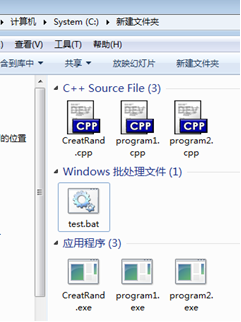 计算机 ▸ System (C:) ▸ 新建文件夹
查看(V) 工具(T) 帮助(H)
含到库中 共享 放映幻灯片 新建文件夹
C++ Source File (3)
DEV DEV DEV
CPP CPP CPP
CreatRand.cpp program1.cpp program2.cpp
的位置
Windows 批处理文件 (1)
test.bat
应用程序 (3)
CreatRand.exe program1.exe program2.exe